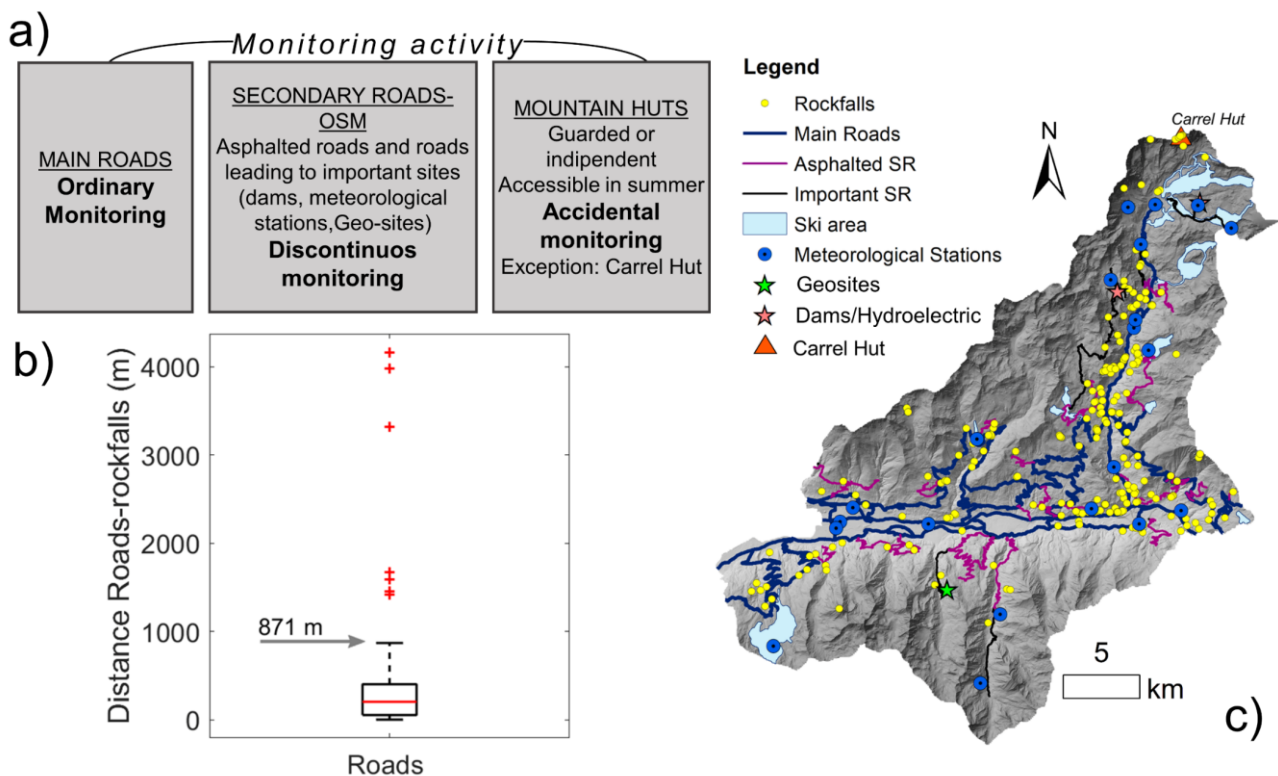 a)
Monitoring activity
MAIN ROADS
Ordinary
Monitoring
SECONDARY ROADS-
OSM
Asphalted roads and roads
leading to important sites
(dams, meteorological
stations,Geo-sites)
Discontinuos
monitoring
MOUNTAIN HUTS
Guarded or
indipendent
Accessible in summer
Accidental
monitoring
Exception: Carrel Hut
b)
Distance Roads-rockfalls (m)
4000
3000
2000
1000
0
871 m
Roads
Legend
Rockfalls
Main Roads
Asphalted SR
Important SR
Ski area
Meteorological Stations
Geosites
Dams/Hydroelectric
Carrel Hut
N
Carrel Hut
5
km
c)